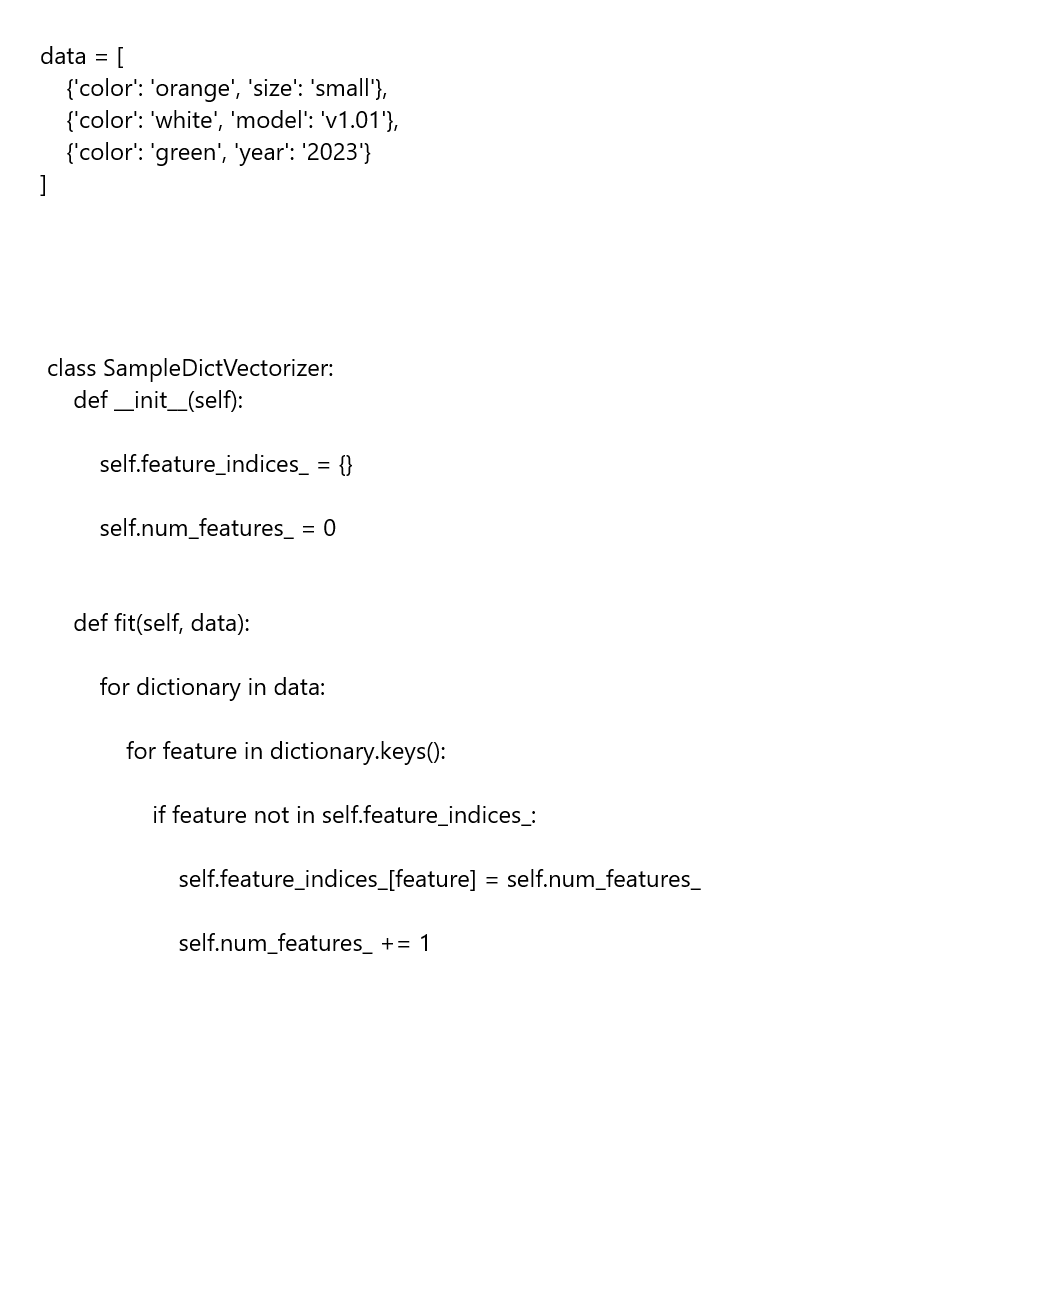 data = [
    {'color': 'orange', 'size': 'small'},
    {'color': 'white', 'model': 'v1.01'},
    {'color': 'green', 'year': '2023'}
]
class SampleDictVectorizer:
    def __init__(self):
        self.feature_indices_ = {}
        self.num_features_ = 0
    def fit(self, data):
        for dictionary in data:
            for feature in dictionary.keys():
                if feature not in self.feature_indices_:
                    self.feature_indices_[feature] = self.num_features_
                    self.num_features_ += 1